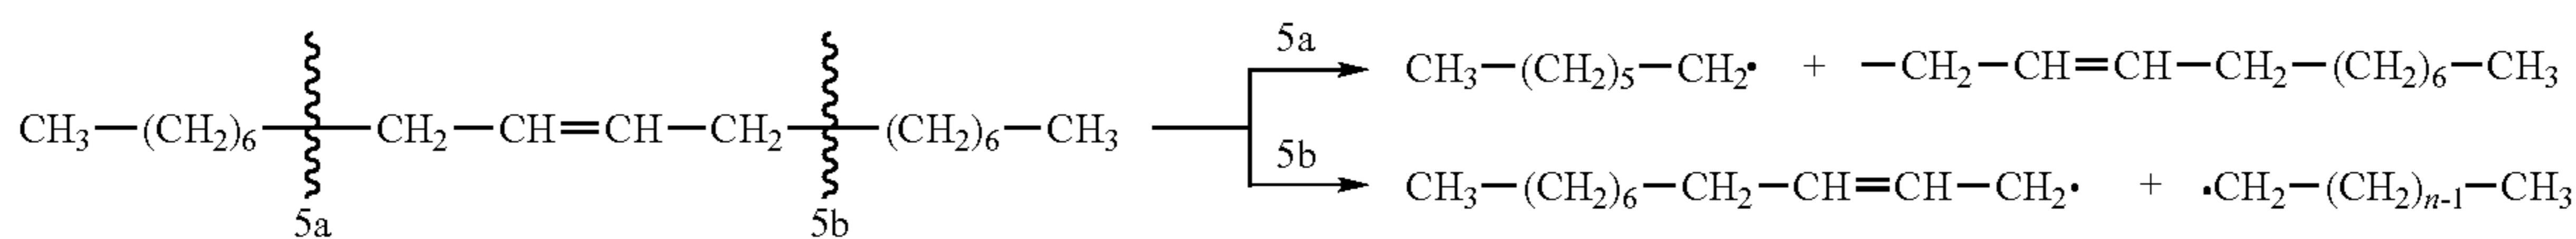 5a
CH₃—(CH₂)₅—CH₂• + —CH₂—CH=CH—CH₂—(CH₂)₆—CH₃
CH₃—(CH₂)₆—CH₂—CH=CH—CH₂—(CH₂)₆—CH₃
5b
CH₃—(CH₂)₆—CH₂—CH=CH—CH₂• + •CH₂—(CH₂)ₙ₋₁—CH₃
5a 5b